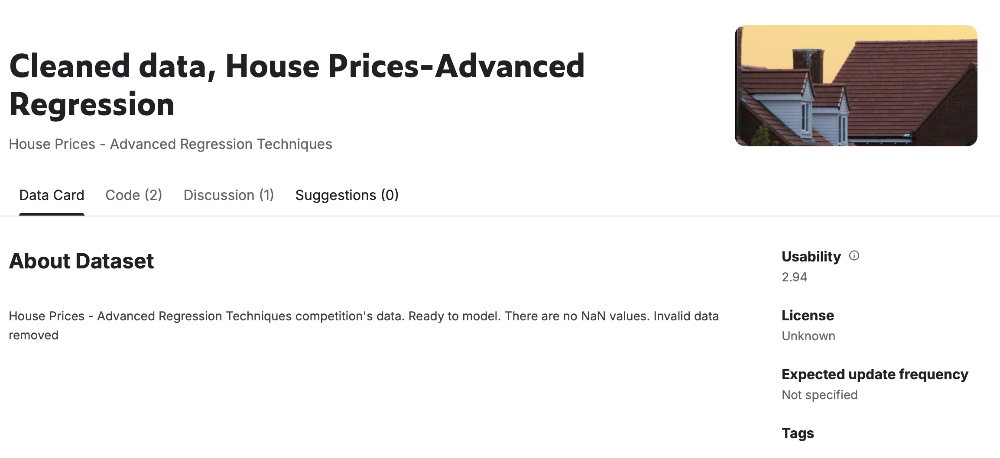 Cleaned data, House Prices-Advanced
Regression
House Prices - Advanced Regression Techniques
Data Card
Code (2)
Discussion (1)
Suggestions (0)
About Dataset
House Prices - Advanced Regression Techniques competition's data. Ready to model. There are no NaN values. Invalid data
removed
Usability
2.94
License
Unknown
Expected update frequency
Not specified
Tags